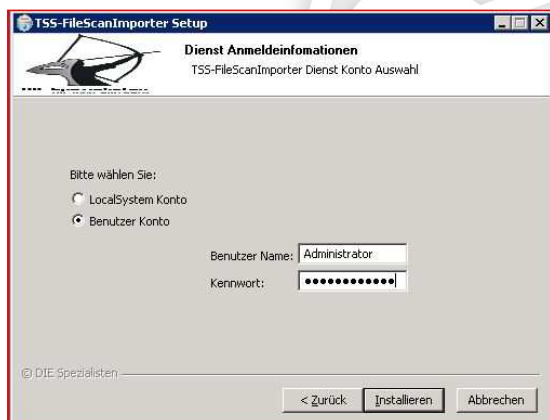 TSS-FileScanImporter Setup
Dienst Anmeldeinfomationen
TSS-FileScanImporter Dienst Konto Auswahl
Bitte wählen Sie:
LocalSystem Konto
Benutzer Konto
Benutzer Name: Administrator
Kennwort: ••••••••••••
© DIE Spezialisten
< Zurück Installieren Abbrechen